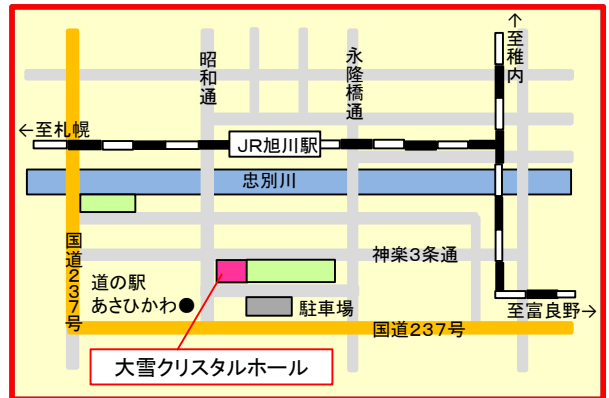 ↑至稚内
昭和通
永隆橋通
←至札幌
JR旭川駅
忠別川
国道237号
神楽3条通
道の駅
あさひかわ●
駐車場
至富良野→
国道237号
大雪クリスタルホール